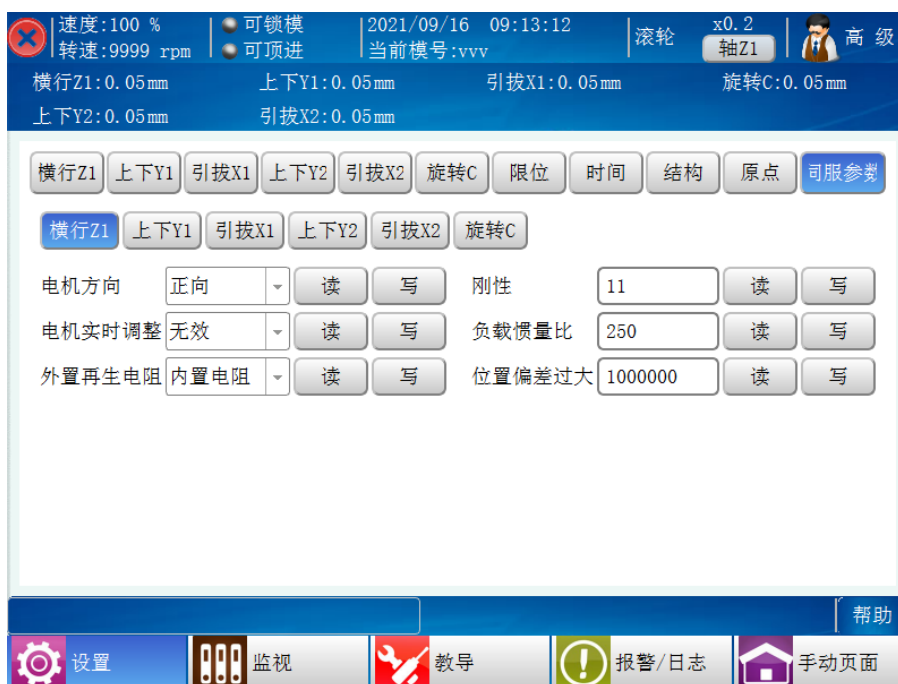 速度:100 % 可锁模 2021/09/16 09:13:12 滚轮 x0.2 高 级
转速:9999 rpm 可顶进 当前模号:vvv 轴Z1
横行Z1:0.05mm 上下Y1:0.05mm 引拔X1:0.05mm 旋转C:0.05mm
上下Y2:0.05mm 引拔X2:0.05mm
横行Z1 上下Y1 引拔X1 上下Y2 引拔X2 旋转C 限位 时间 结构 原点 司服参数
横行Z1 上下Y1 引拔X1 上下Y2 引拔X2 旋转C
电机方向 正向 读 写 刚性 11 读 写
电机实时调整 无效 读 写 负载惯量比 250 读 写
外置再生电阻 内置电阻 读 写 位置偏差过大 1000000 读 写
帮助
设置 监视 教导 报警/日志 手动页面